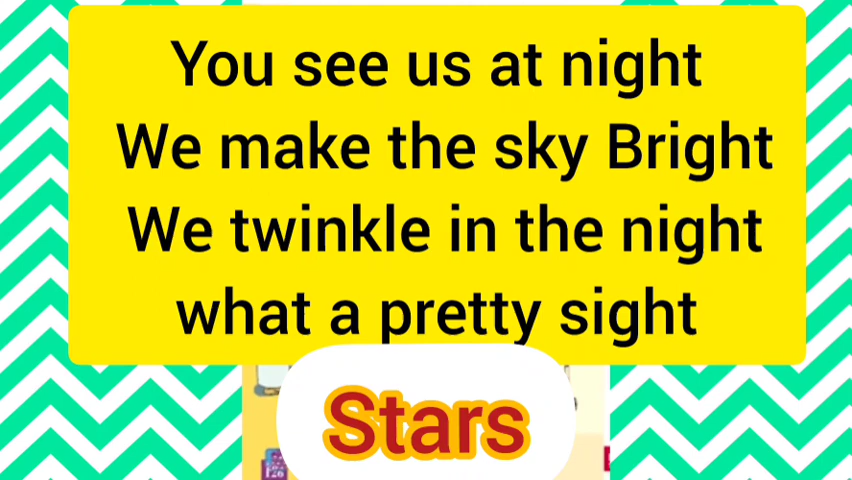 You see us at night
We make the sky Bright
We twinkle in the night
what a pretty sight
Stars
126